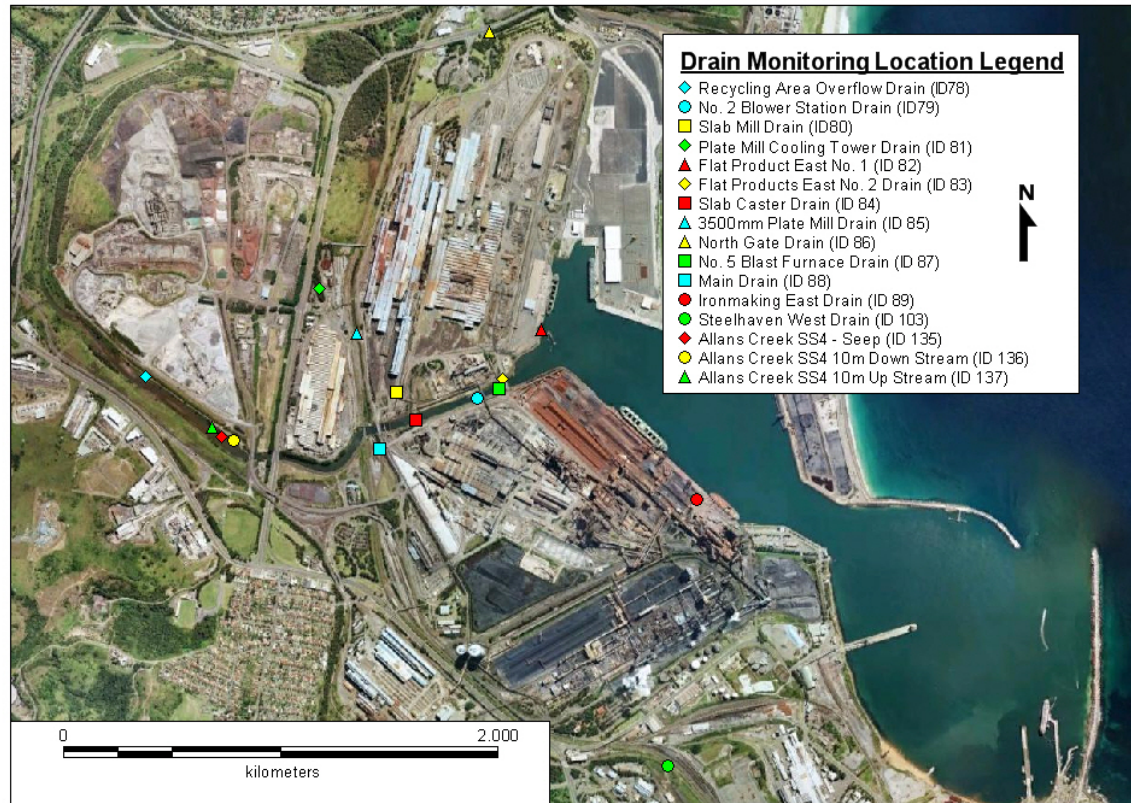 Drain Monitoring Location Legend
Recycling Area Overflow Drain (ID78)
No. 2 Blower Station Drain (ID79)
Slab Mill Drain (ID80)
Plate Mill Cooling Tower Drain (ID 81)
Flat Product East No. 1 (ID 82)
Flat Products East No. 2 Drain (ID 83)
Slab Caster Drain (ID 84)
3500mm Plate Mill Drain (ID 85)
North Gate Drain (ID 86)
No. 5 Blast Furnace Drain (ID 87)
Main Drain (ID 88)
Ironmaking East Drain (ID 89)
Steelhaven West Drain (ID 103)
Allans Creek SS4 - Seep (ID 135)
Allans Creek SS4 10m Down Stream (ID 136)
Allans Creek SS4 10m Up Stream (ID 137)
N
0 2.000
kilometers